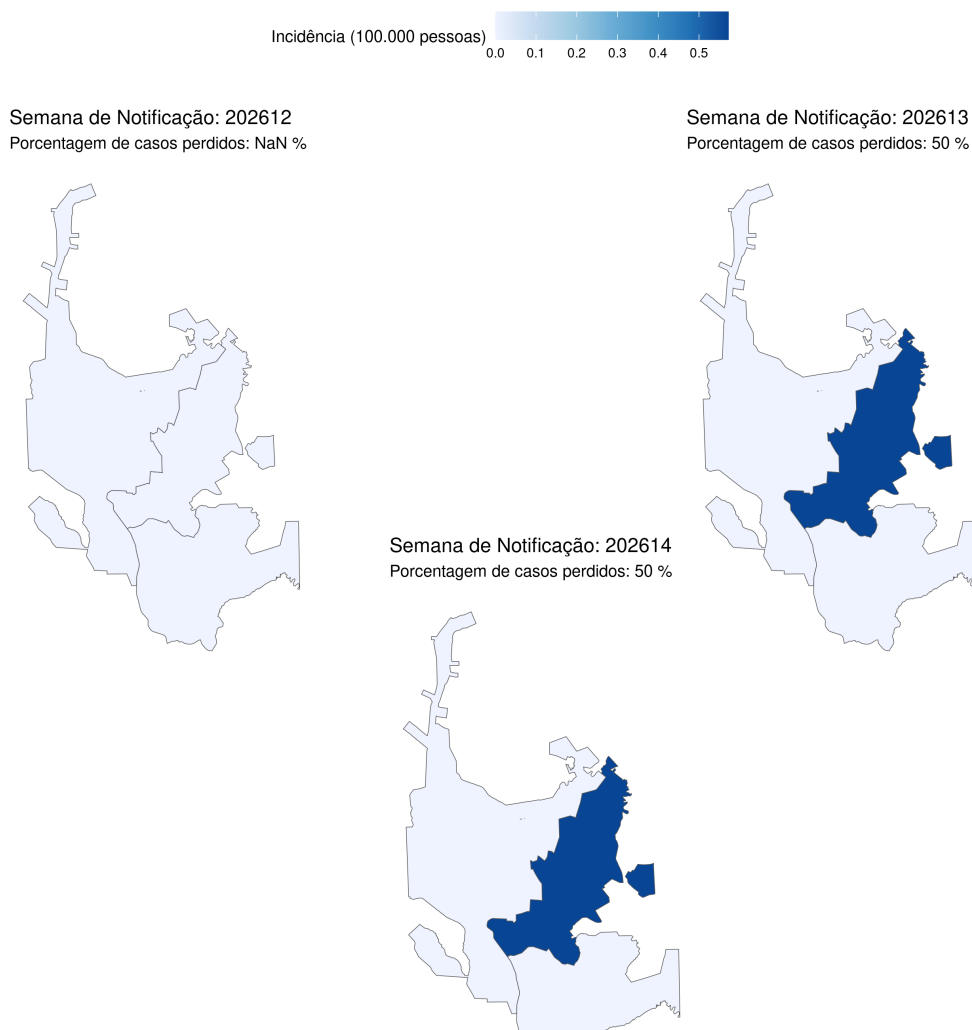 Incidência (100.000 pessoas)
0.0 0.1 0.2 0.3 0.4 0.5
Semana de Notificação: 202612
Porcentagem de casos perdidos: NaN %
Semana de Notificação: 202613
Porcentagem de casos perdidos: 50 %
Semana de Notificação: 202614
Porcentagem de casos perdidos: 50 %